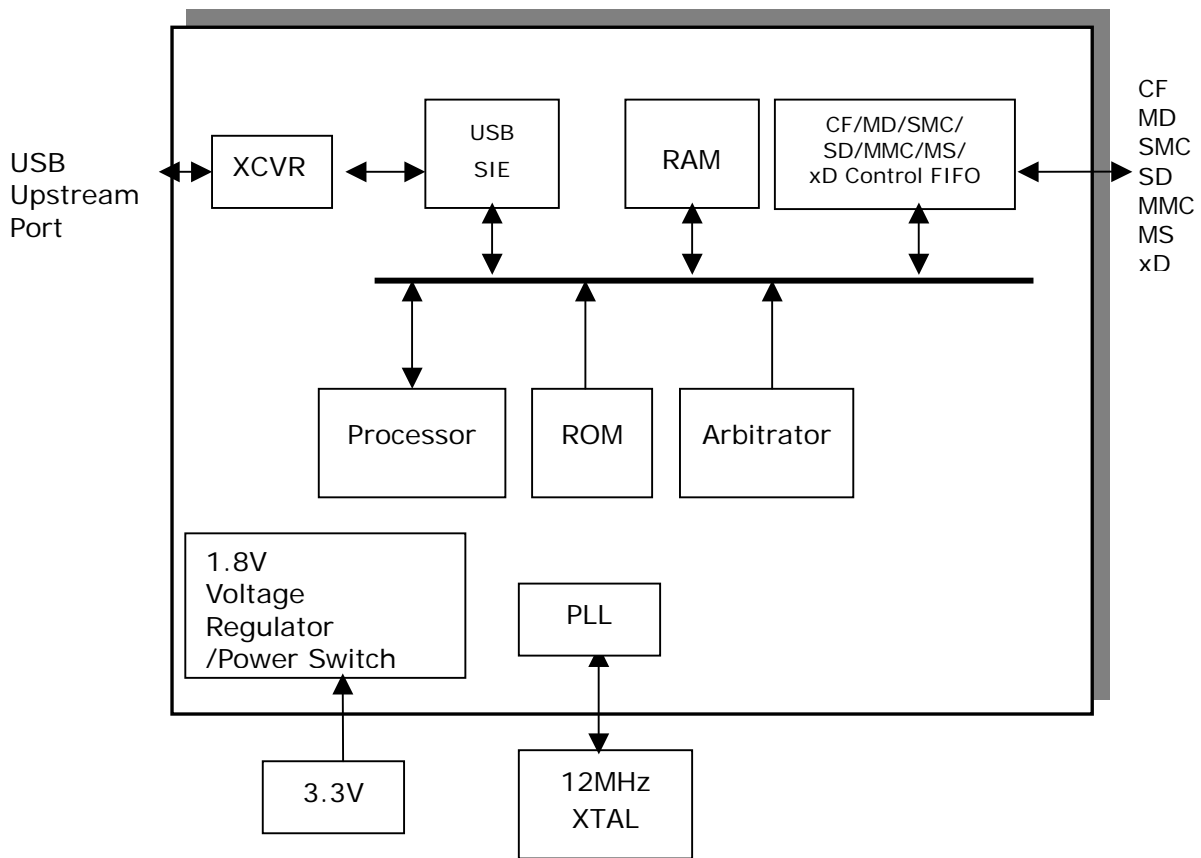 USB
Upstream
Port
XCVR
USB
SIE
RAM
CF/MD/SMC/
SD/MMC/MS/
xD Control FIFO
CF
MD
SMC
SD
MMC
MS
xD
Processor
ROM
Arbitrator
1.8V
Voltage
Regulator
/Power Switch
PLL
3.3V
12MHz
XTAL